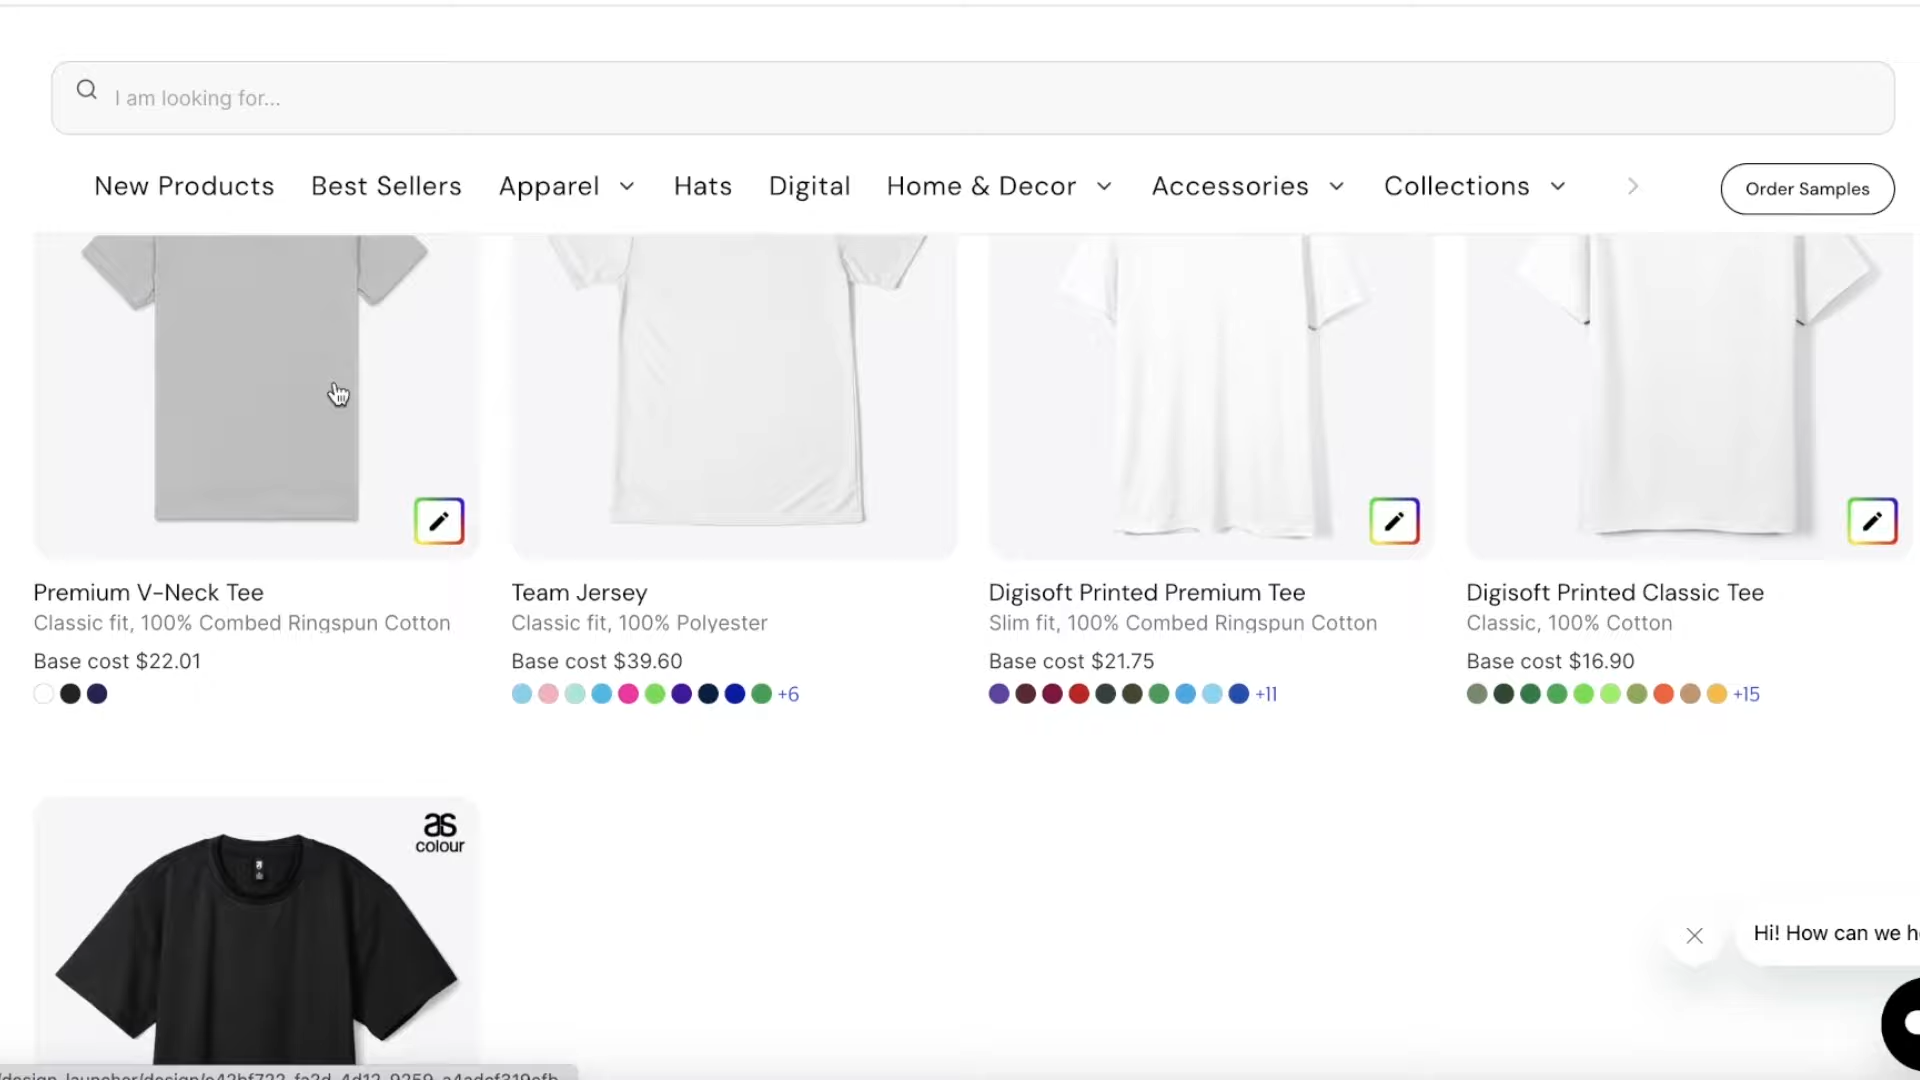 I am looking for...
New Products Best Sellers Apparel Hats Digital Home & Decor Accessories Collections Order Samples
Premium V-Neck Tee
Classic fit, 100% Combed Ringspun Cotton
Base cost $22.01
Team Jersey
Classic fit, 100% Polyester
Base cost $39.60
+6
Digisoft Printed Premium Tee
Slim fit, 100% Combed Ringspun Cotton
Base cost $21.75
+11
Digisoft Printed Classic Tee
Classic, 100% Cotton
Base cost $16.90
+15
as
colour
Hi! How can we h